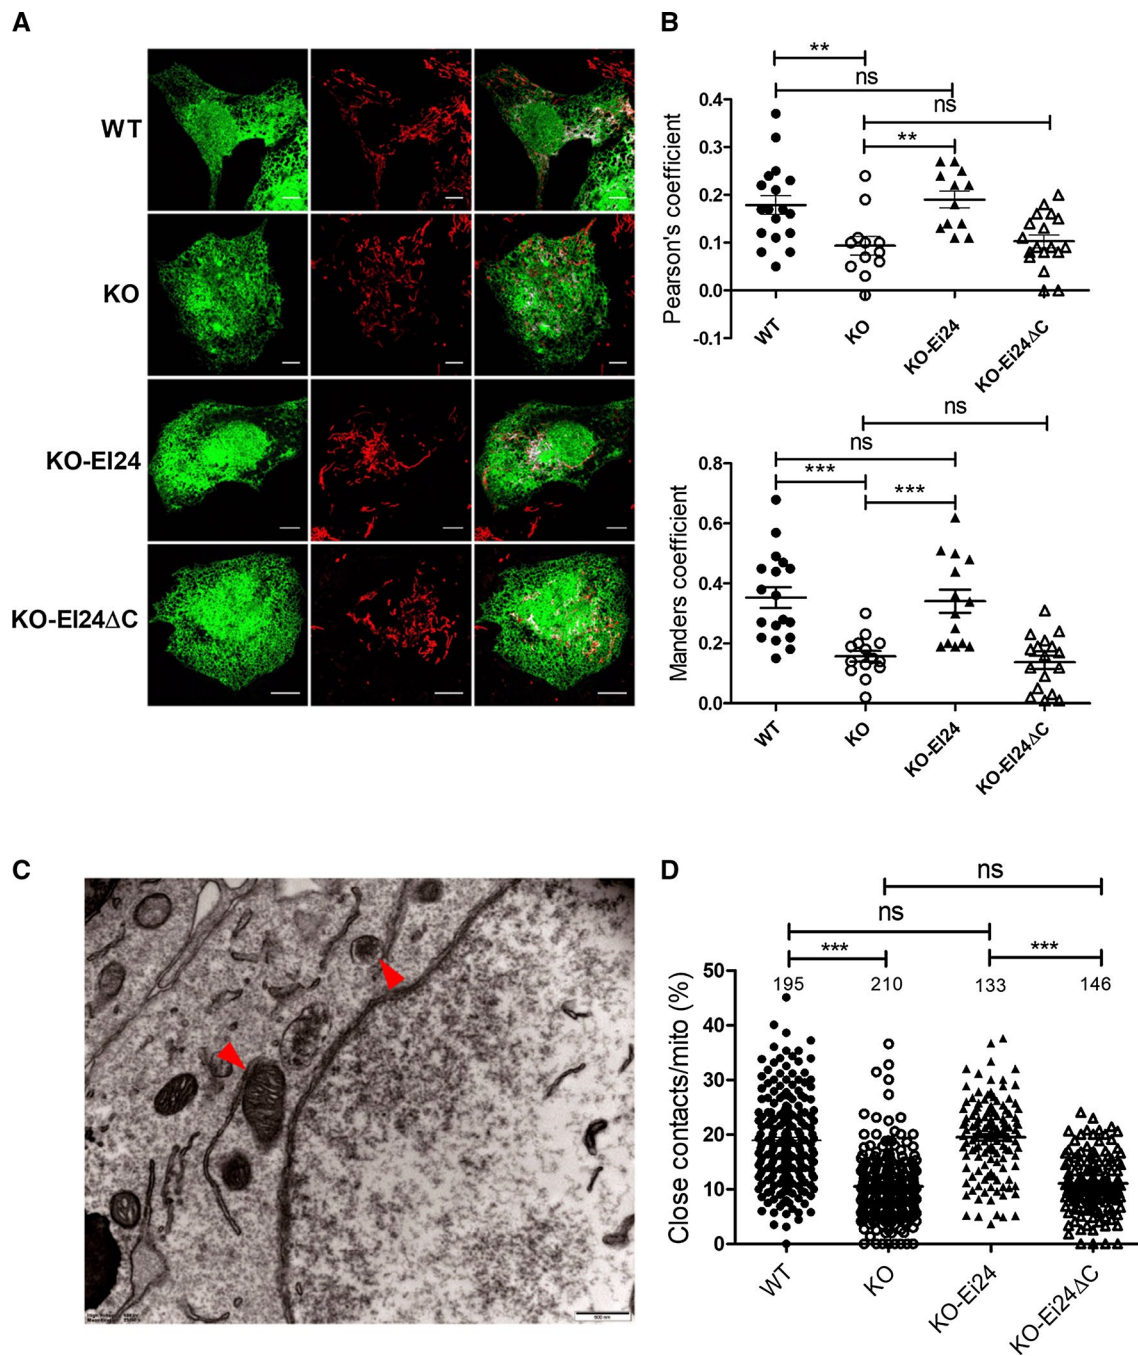 A
WT
KO
KO-EI24
KO-EI24ΔC
B
**
ns
ns
**
Pearson's coefficient
0.4
0.3
0.2
0.1
0.0
-0.1
WT
KO
KO-Ei24
KO-Ei24ΔC
ns
ns
***
***
Manders coefficient
0.8
0.6
0.4
0.2
0.0
WT
KO
KO-EI24
KO-EI24ΔC
C
500 nm
D
ns
ns
***
***
Close contacts/mito (%)
50
40
30
20
10
0
195
210
133
146
WT
KO
KO-Ei24
KO-Ei24ΔC